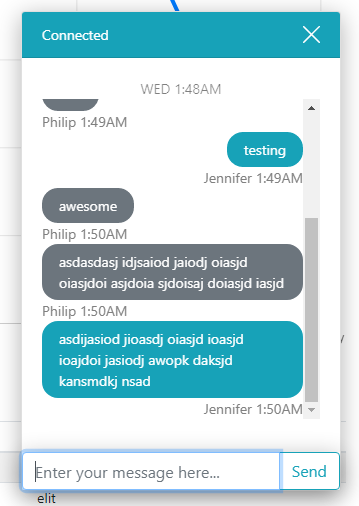 Connected
WED 1:48AM
Philip 1:49AM
testing
Jennifer 1:49AM
awesome
Philip 1:50AM
asdasdasj idjsaiod jaiodj oiasjd
oiasjdoi asjdoia sjdoisaj doiasjd iasjd
Philip 1:50AM
asdijasiod jioasdj oiasjd ioasjd
ioajdoi jasiodj awopk daksjd
kansmdkj nsad
Jennifer 1:50AM
Enter your message here...
Send
elit